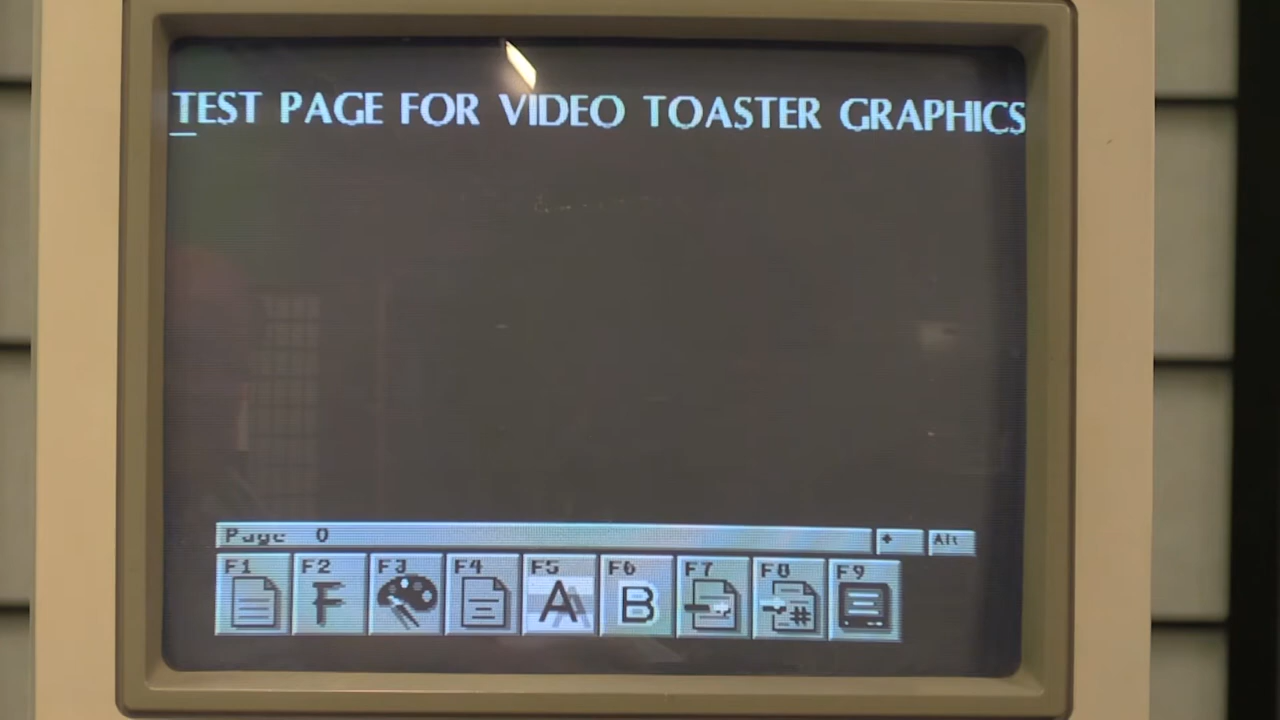 TEST PAGE FOR VIDEO TOASTER GRAPHICS
Page 0 Alt
F1 F2 F3 F4 F5 F6 F7 F8 F9
F A B #